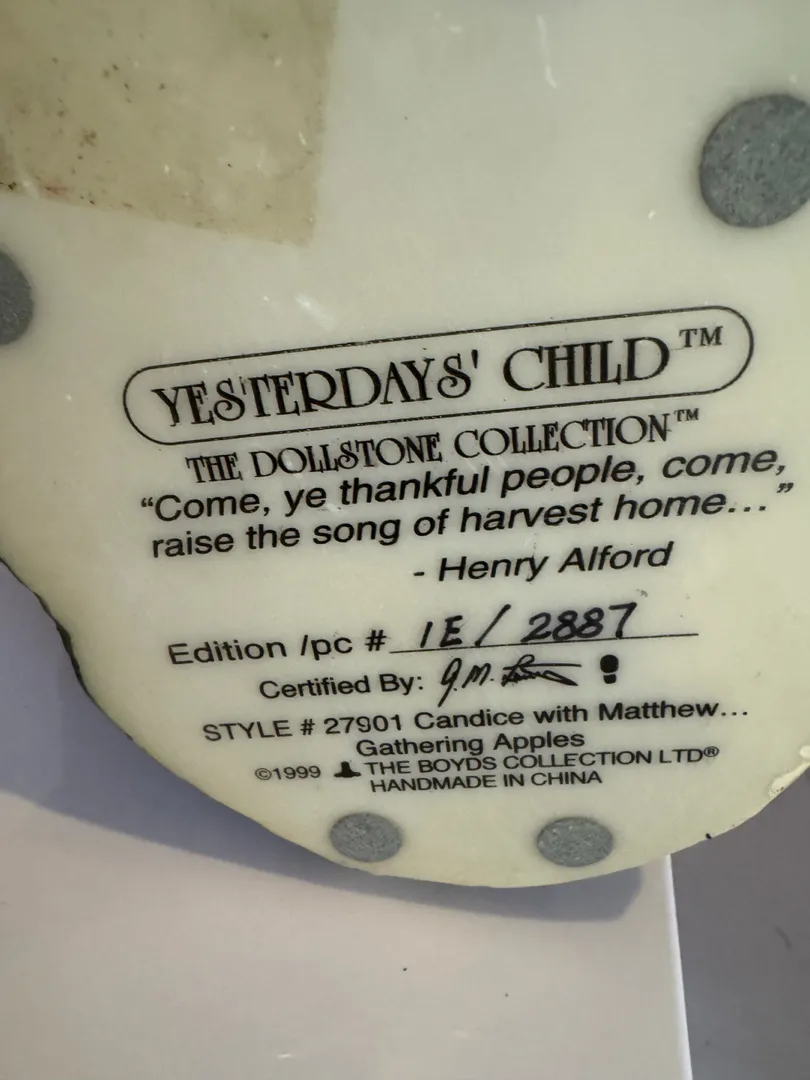 YESTERDAYS' CHILD™
THE DOLLSTONE COLLECTION™
“Come, ye thankful people, come,
raise the song of harvest home...”
- Henry Alford
Edition /pc # 1E/2887
Certified By: G.M.
STYLE # 27901 Candice with Matthew...
Gathering Apples
©1999 THE BOYDS COLLECTION LTD®
HANDMADE IN CHINA